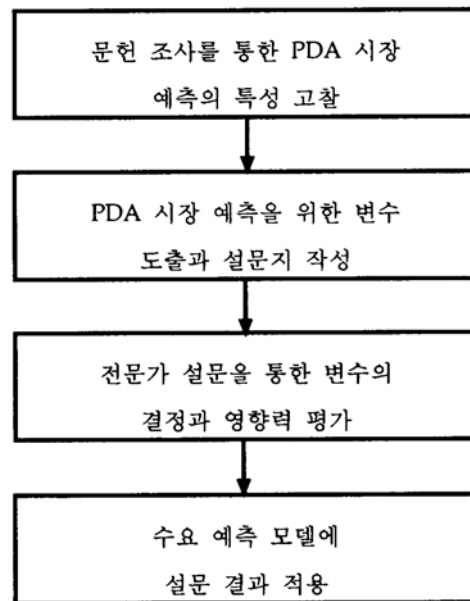 문헌 조사를 통한 PDA 시장
예측의 특성 고찰
PDA 시장 예측을 위한 변수
도출과 설문지 작성
전문가 설문을 통한 변수의
결정과 영향력 평가
수요 예측 모델에
설문 결과 적용